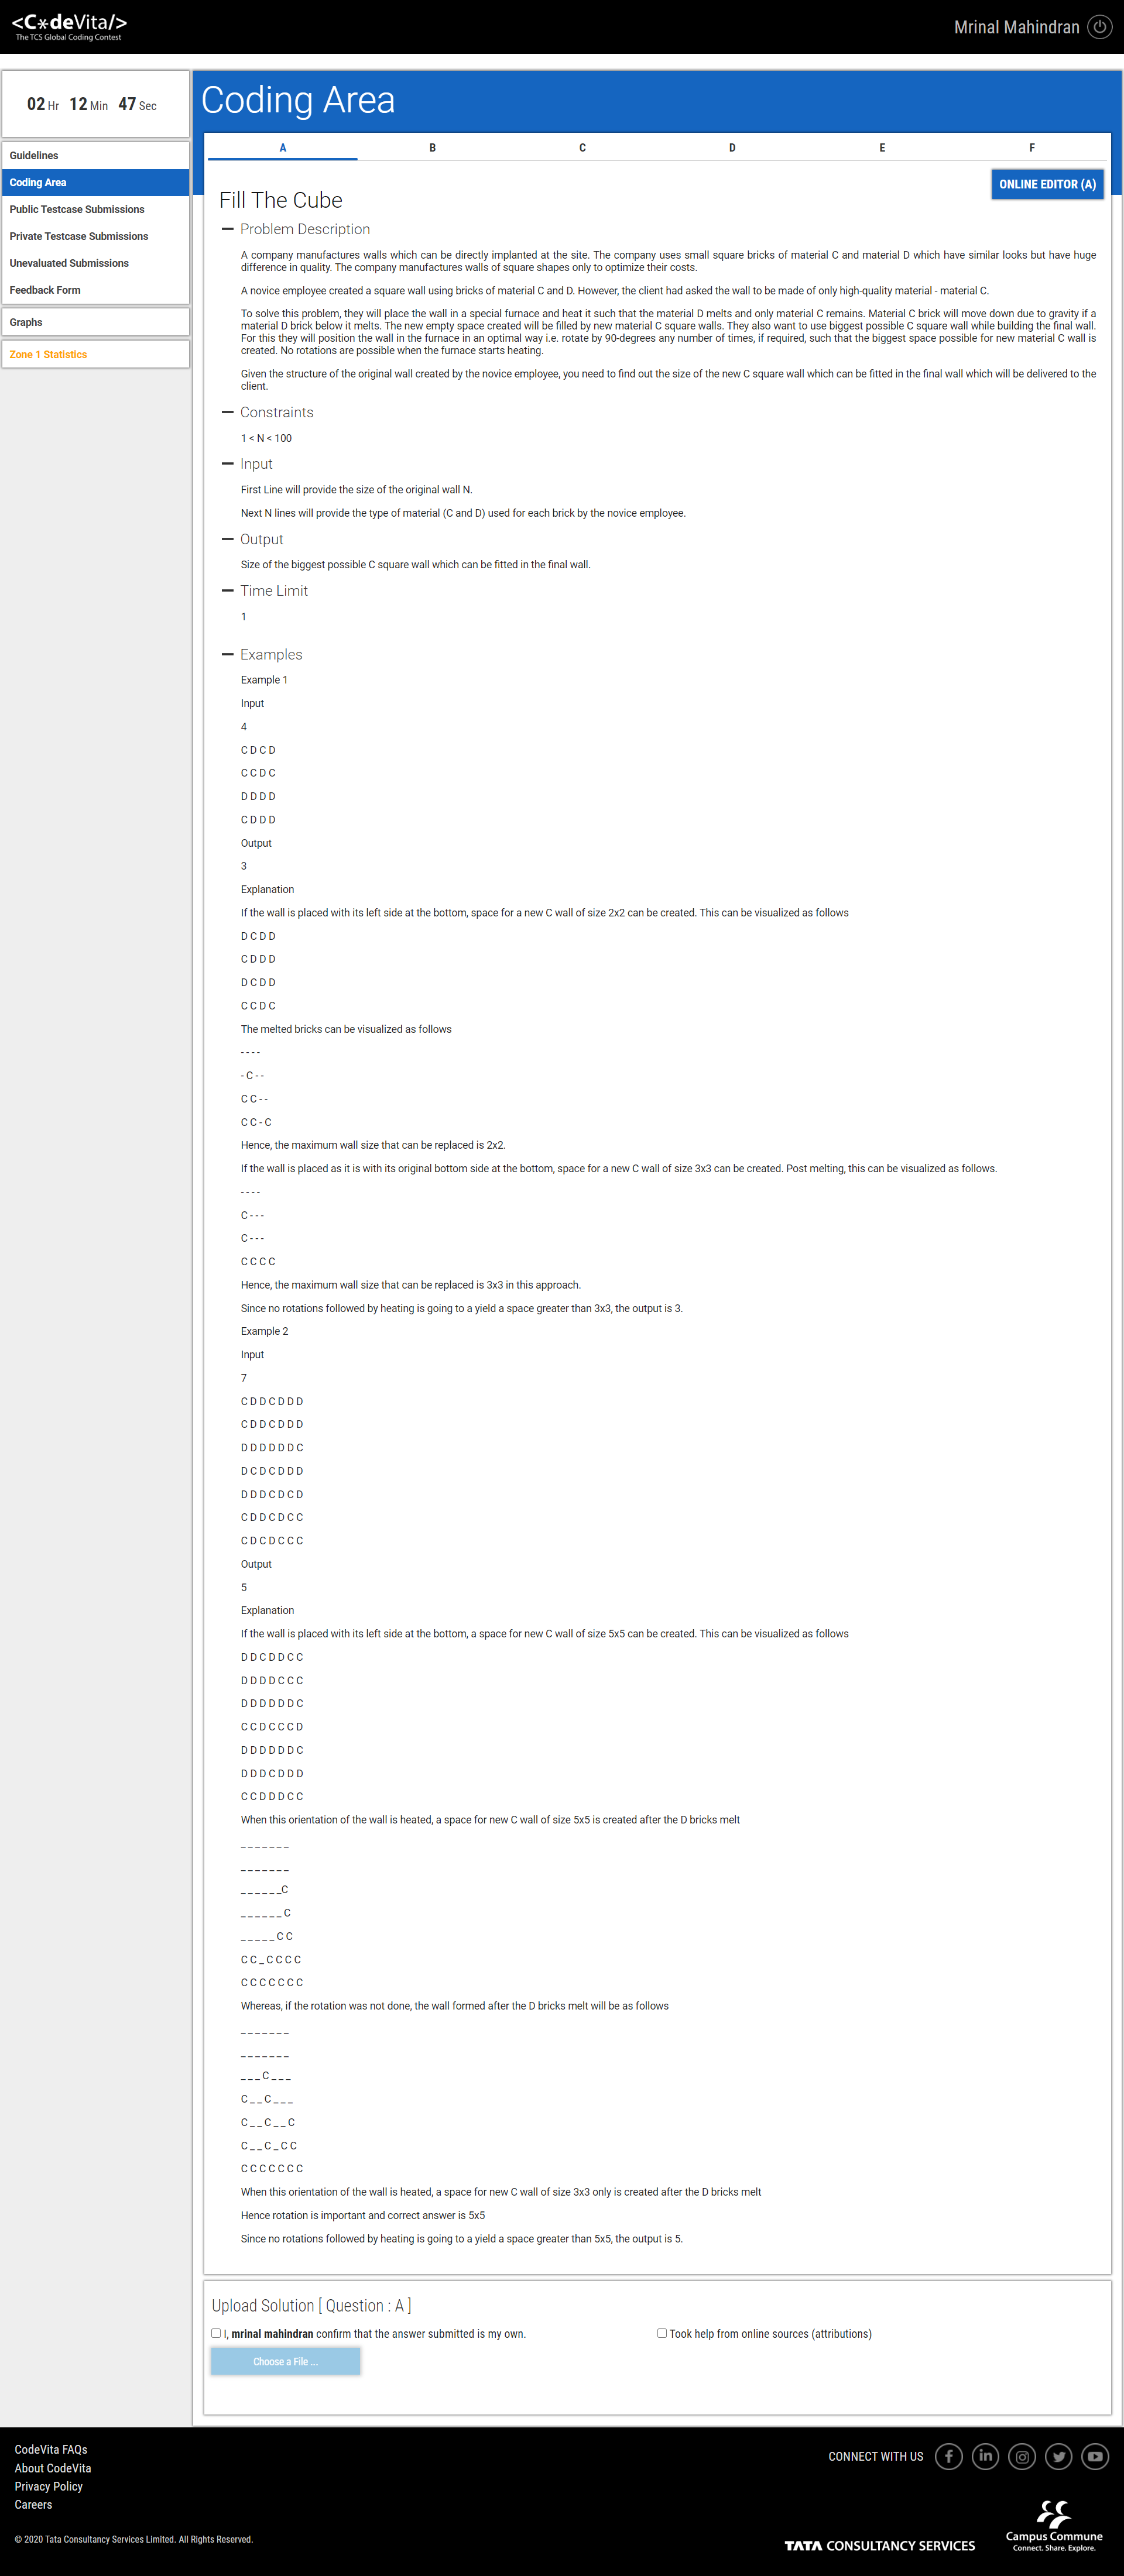 <C*deVita/>
The TCS Global Coding Contest
Mrinal Mahindran
02 Hr 12 Min 47 Sec
Guidelines
Coding Area
Public Testcase Submissions
Private Testcase Submissions
Unevaluated Submissions
Feedback Form
Graphs
Zone 1 Statistics
Coding Area
A B C D E F
ONLINE EDITOR (A)
Fill The Cube
Problem Description
A company manufactures walls which can be directly implanted at the site. The company uses small square bricks of material C and material D which have similar looks but have huge
difference in quality. The company manufactures walls of square shapes only to optimize their costs.
A novice employee created a square wall using bricks of material C and D. However, the client had asked the wall to be made of only high-quality material - material C.
To solve this problem, they will place the wall in a special furnace and heat it such that the material D melts and only material C remains. Material C brick will move down due to gravity if a
material D brick below it melts. The new empty space created will be filled by new material C square walls. They also want to use biggest possible C square wall while building the final wall.
For this they will position the wall in the furnace in an optimal way i.e. rotate by 90-degrees any number of times, if required, such that the biggest space possible for new material C wall is
created. No rotations are possible when the furnace starts heating.
Given the structure of the original wall created by the novice employee, you need to find out the size of the new C square wall which can be fitted in the final wall which will be delivered to the
client.
Constraints
1 < N < 100
Input
First Line will provide the size of the original wall N.
Next N lines will provide the type of material (C and D) used for each brick by the novice employee.
Output
Size of the biggest possible C square wall which can be fitted in the final wall.
Time Limit
1
Examples
Example 1
Input
4
C D C D
C C D C
D D D D
C D D D
Output
3
Explanation
If the wall is placed with its left side at the bottom, space for a new C wall of size 2x2 can be created. This can be visualized as follows
D C D D
C D D D
D C D D
C C D C
The melted bricks can be visualized as follows
- - - -
- C - -
C C - -
C C - C
Hence, the maximum wall size that can be replaced is 2x2.
If the wall is placed as it is with its original bottom side at the bottom, space for a new C wall of size 3x3 can be created. Post melting, this can be visualized as follows.
- - - -
C - - -
C - - -
C C C C
Hence, the maximum wall size that can be replaced is 3x3 in this approach.
Since no rotations followed by heating is going to a yield a space greater than 3x3, the output is 3.
Example 2
Input
7
C D D C D D D
C D D C D D D
D D D D D D C
D C D C D D D
D D D C D C D
C D D C D C C
C D C D C C C
Output
5
Explanation
If the wall is placed with its left side at the bottom, a space for new C wall of size 5x5 can be created. This can be visualized as follows
D D C D D C C
D D D D C C C
D D D D D D C
C C D C C C D
D D D D D D C
D D D C D D D
C C D D D C C
When this orientation of the wall is heated, a space for new C wall of size 5x5 is created after the D bricks melt
_ _ _ _ _ _ _
_ _ _ _ _ _ _
_ _ _ _ _ _C
_ _ _ _ _ _ C
_ _ _ _ _ C C
C C _ C C C C
C C C C C C C
Whereas, if the rotation was not done, the wall formed after the D bricks melt will be as follows
_ _ _ _ _ _ _
_ _ _ _ _ _ _
_ _ _ C _ _ _
C _ _ C _ _ _
C _ _ C _ _ C
C _ _ C _ C C
C C C C C C C
When this orientation of the wall is heated, a space for new C wall of size 3x3 only is created after the D bricks melt
Hence rotation is important and correct answer is 5x5
Since no rotations followed by heating is going to a yield a space greater than 5x5, the output is 5.
Upload Solution [ Question : A ]
I, mrinal mahindran confirm that the answer submitted is my own.
Took help from online sources (attributions)
Choose a File ...
CodeVita FAQs
About CodeVita
Privacy Policy
Careers
© 2020 Tata Consultancy Services Limited. All Rights Reserved.
CONNECT WITH US
TATA CONSULTANCY SERVICES
Campus Commune
Connect. Share. Explore.